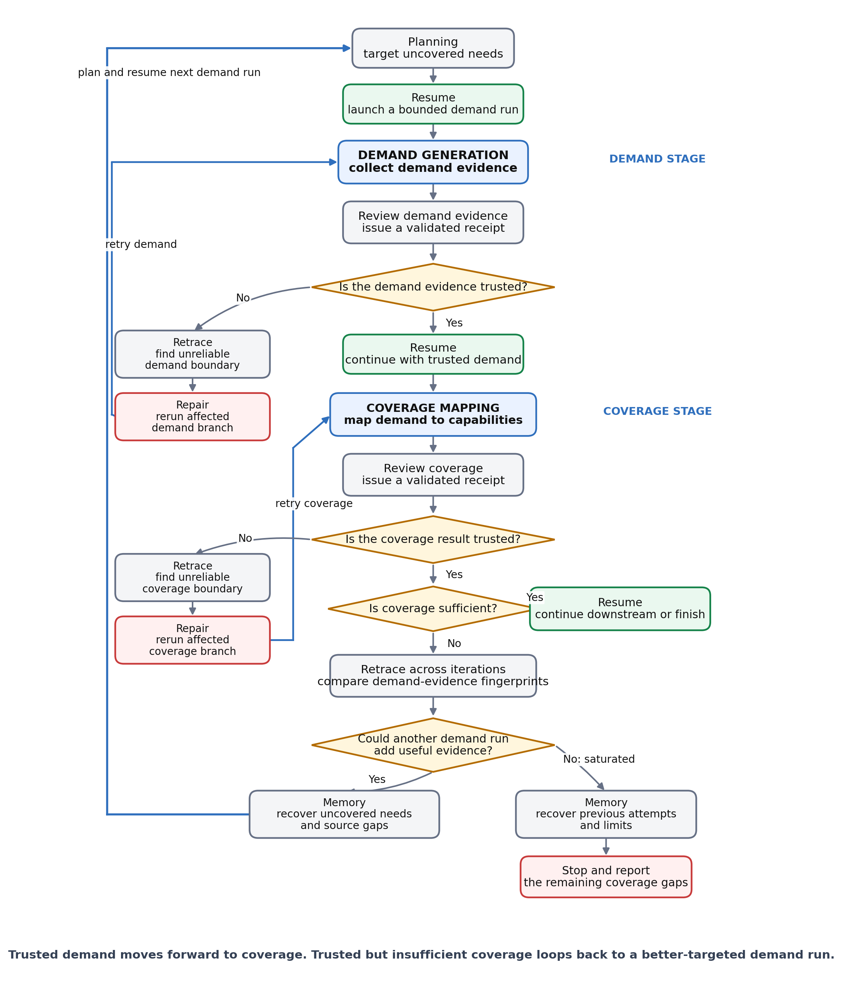 Planning
target uncovered needs
plan and resume next demand run
Resume
launch a bounded demand run
DEMAND GENERATION
collect demand evidence
DEMAND STAGE
Review demand evidence
issue a validated receipt
retry demand
Is the demand evidence trusted?
No
Yes
Retrace
find unreliable
demand boundary
Resume
continue with trusted demand
Repair
rerun affected
demand branch
COVERAGE MAPPING
map demand to capabilities
COVERAGE STAGE
Review coverage
issue a validated receipt
retry coverage
Is the coverage result trusted?
No
Yes
Retrace
find unreliable
coverage boundary
Is coverage sufficient?
Yes
Resume
continue downstream or finish
Repair
rerun affected
coverage branch
No
Retrace across iterations
compare demand-evidence fingerprints
Could another demand run
add useful evidence?
No: saturated
Yes
Memory
recover uncovered needs
and source gaps
Memory
recover previous attempts
and limits
Stop and report
the remaining coverage gaps
Trusted demand moves forward to coverage. Trusted but insufficient coverage loops back to a better-targeted demand run.